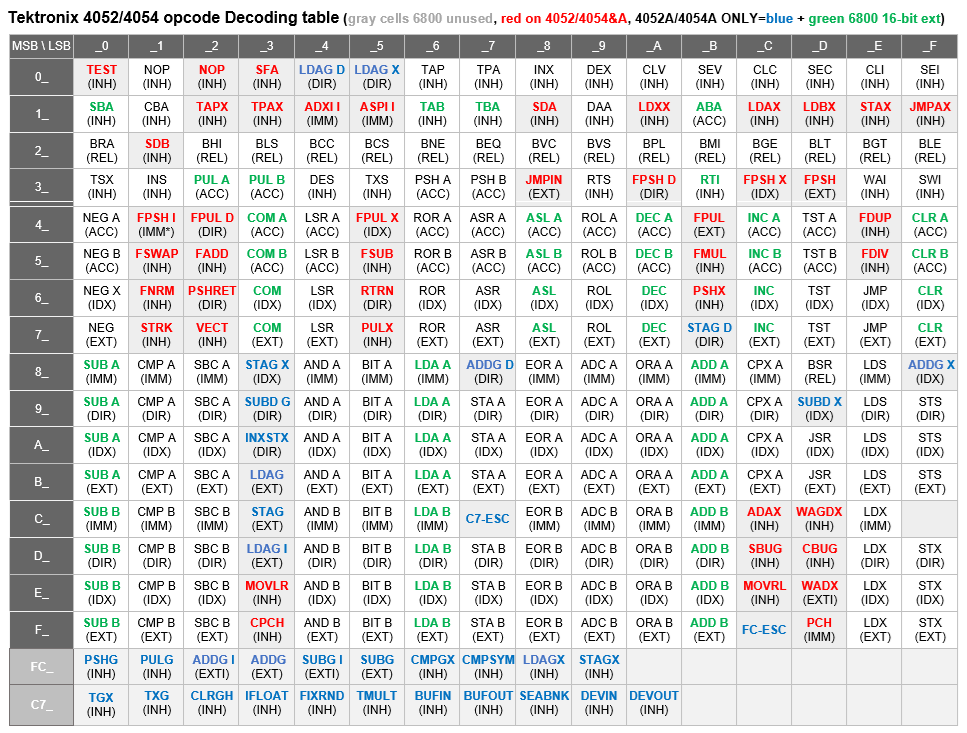 Tektronix 4052/4054 opcode Decoding table (gray cells 6800 unused, red on 4052/4054&A, 4052A/4054A ONLY=blue + green 6800 16-bit ext)
MSB \ LSB _0 _1 _2 _3 _4 _5 _6 _7 _8 _9 _A _B _C _D _E _F
0_ TEST NOP NOP SFA LDAG D LDAG X TAP TPA INX DEX CLV SEV CLC SEC CLI SEI
(INH) (INH) (INH) (INH) (DIR) (DIR) (INH) (INH) (INH) (INH) (INH) (INH) (INH) (INH) (INH) (INH)
1_ SBA CBA TAPX TPAX ADXI I ASPI I TAB TBA SDA DAA LDXX ABA LDAX LDBX STAX JMPAX
(INH) (INH) (INH) (INH) (IMM) (IMM) (INH) (INH) (INH) (INH) (INH) (ACC) (INH) (INH) (INH) (INH)
2_ BRA SDB BHI BLS BCC BCS BNE BEQ BVC BVS BPL BMI BGE BLT BGT BLE
(REL) (INH) (REL) (REL) (REL) (REL) (REL) (REL) (REL) (REL) (REL) (REL) (REL) (REL) (REL) (REL)
3_ TSX INS PUL A PUL B DES TXS PSH A PSH B JMPIN RTS FPSH D RTI FPSH X FPSH WAI SWI
(INH) (INH) (ACC) (ACC) (INH) (INH) (ACC) (ACC) (EXT) (INH) (DIR) (INH) (IDX) (EXT) (INH) (INH)
4_ NEG A FPSH I FPUL D COM A LSR A FPUL X ROR A ASR A ASL A ROL A DEC A FPUL INC A TST A FDUP CLR A
(ACC) (IMM*) (DIR) (ACC) (ACC) (IDX) (ACC) (ACC) (ACC) (ACC) (ACC) (EXT) (ACC) (ACC) (INH) (ACC)
5_ NEG B FSWAP FADD COM B LSR B FSUB ROR B ASR B ASL B ROL B DEC B FMUL INC B TST B FDIV CLR B
(ACC) (INH) (INH) (ACC) (ACC) (INH) (ACC) (ACC) (ACC) (ACC) (ACC) (INH) (ACC) (ACC) (INH) (ACC)
6_ NEG X FNRM PSHRET COM LSR RTRN ROR ASR ASL ROL DEC PSHX INC TST JMP CLR
(IDX) (INH) (DIR) (IDX) (IDX) (DIR) (IDX) (IDX) (IDX) (IDX) (IDX) (INH) (IDX) (IDX) (IDX) (IDX)
7_ NEG STRK VECT COM LSR PULX ROR ASR ASL ROL DEC STAG D INC TST JMP CLR
(EXT) (INH) (INH) (EXT) (EXT) (INH) (EXT) (EXT) (EXT) (EXT) (EXT) (DIR) (EXT) (EXT) (EXT) (EXT)
8_ SUB A CMP A SBC A STAG X AND A BIT A LDA A ADDG D EOR A ADC A ORA A ADD A CPX A BSR LDS ADDG X
(IMM) (IMM) (IMM) (IDX) (IMM) (IMM) (IMM) (DIR) (IMM) (IMM) (IMM) (IMM) (IMM) (REL) (IMM) (IDX)
9_ SUB A CMP A SBC A SUBD G AND A BIT A LDA A STA A EOR A ADC A ORA A ADD A CPX A SUBD X LDS STS
(DIR) (DIR) (DIR) (DIR) (DIR) (DIR) (DIR) (DIR) (DIR) (DIR) (DIR) (DIR) (DIR) (IDX) (DIR) (DIR)
A_ SUB A CMP A SBC A INXSTX AND A BIT A LDA A STA A EOR A ADC A ORA A ADD A CPX A JSR LDS STS
(IDX) (IDX) (IDX) (DIR) (IDX) (IDX) (IDX) (IDX) (IDX) (IDX) (IDX) (IDX) (IDX) (IDX) (IDX) (IDX)
B_ SUB A CMP A SBC A LDAG AND A BIT A LDA A STA A EOR A ADC A ORA A ADD A CPX A JSR LDS STS
(EXT) (EXT) (EXT) (EXT) (EXT) (EXT) (EXT) (EXT) (EXT) (EXT) (EXT) (EXT) (EXT) (EXT) (EXT) (EXT)
C_ SUB B CMP B SBC B STAG AND B BIT B LDA B C7-ESC EOR B ADC B ORA B ADD B ADAX WAGDX LDX
(IMM) (IMM) (IMM) (EXT) (IMM) (IMM) (IMM) (IMM) (IMM) (IMM) (IMM) (INH) (INH) (IMM)
D_ SUB B CMP B SBC B LDAG I AND B BIT B LDA B STA B EOR B ADC B ORA B ADD B SBUG CBUG LDX STX
(DIR) (DIR) (DIR) (EXT) (DIR) (DIR) (DIR) (DIR) (DIR) (DIR) (DIR) (DIR) (INH) (INH) (DIR) (DIR)
E_ SUB B CMP B SBC B MOVLR AND B BIT B LDA B STA B EOR B ADC B ORA B ADD B MOVRL WADX LDX STX
(IDX) (IDX) (IDX) (INH) (IDX) (IDX) (IDX) (IDX) (IDX) (IDX) (IDX) (IDX) (INH) (EXTI) (IDX) (IDX)
F_ SUB B CMP B SBC B CPCH AND B BIT B LDA B STA B EOR B ADC B ORA B ADD B FC-ESC PCH LDX STX
(EXT) (EXT) (EXT) (INH) (EXT) (EXT) (EXT) (EXT) (EXT) (EXT) (EXT) (EXT) (IMM) (EXT) (EXT)
FC_ PSHG PULG ADDG I ADDG SUBG I SUBG CMPGX CMPSYM LDAGX STAGX
(INH) (INH) (EXTI) (EXT) (EXTI) (EXT) (INH) (INH) (INH) (INH)
C7_ TGX TXG CLRGH IFLOAT FIXRND TMULT BUFIN BUFOUT SEABNK DEVIN DEVOUT
(INH) (INH) (INH) (INH) (INH) (INH) (INH) (INH) (INH) (INH) (INH)